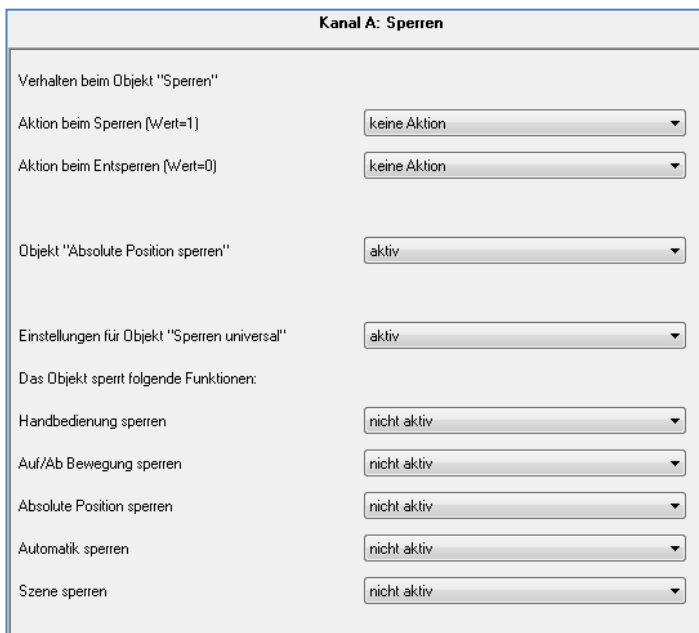 Kanal A: Sperren
Verhalten beim Objekt "Sperren"
Aktion beim Sperren (Wert=1) keine Aktion
Aktion beim Entsperren (Wert=0) keine Aktion
Objekt "Absolute Position sperren" aktiv
Einstellungen für Objekt "Sperren universal" aktiv
Das Objekt sperrt folgende Funktionen:
Handbedienung sperren nicht aktiv
Auf/Ab Bewegung sperren nicht aktiv
Absolute Position sperren nicht aktiv
Automatik sperren nicht aktiv
Szene sperren nicht aktiv